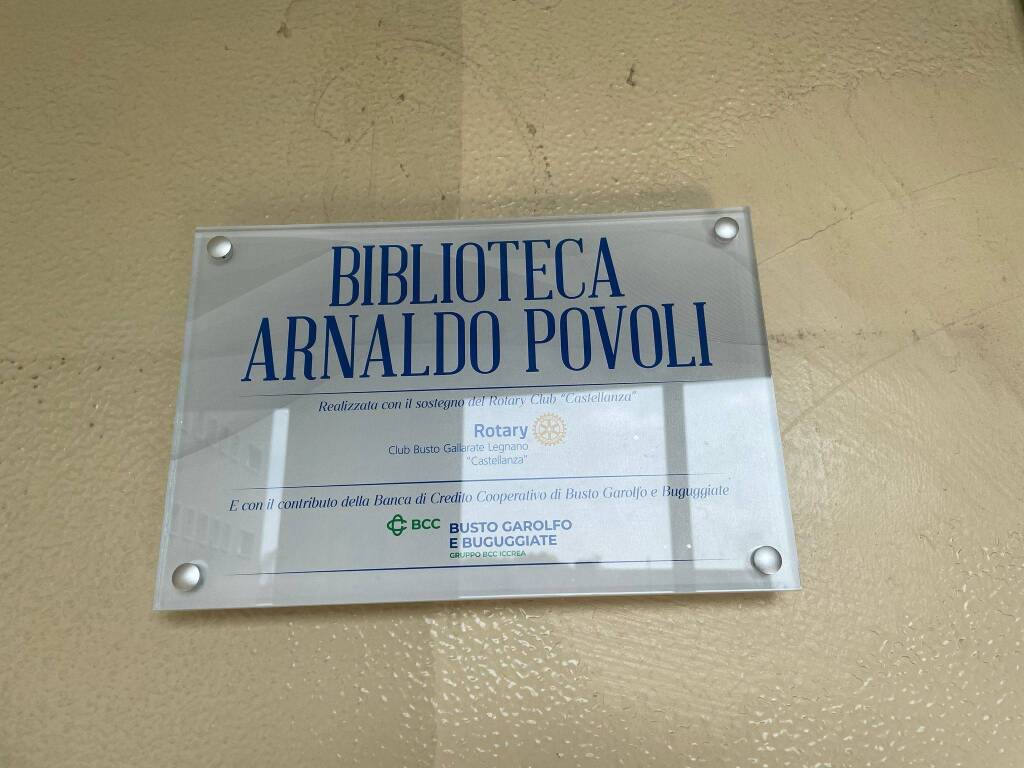 BIBLIOTECA
ARNALDO POVOLI
Realizzata con il sostegno del Rotary Club "Castellanza"
Rotary
Club Busto Gallarate Legnano
"Castellanza"
E con il contributo della Banca di Credito Cooperativo di Busto Garolfo e Buguggiate
BCC BUSTO GAROLFO
E BUGUGGIATE
GRUPPO BCC ICCREA